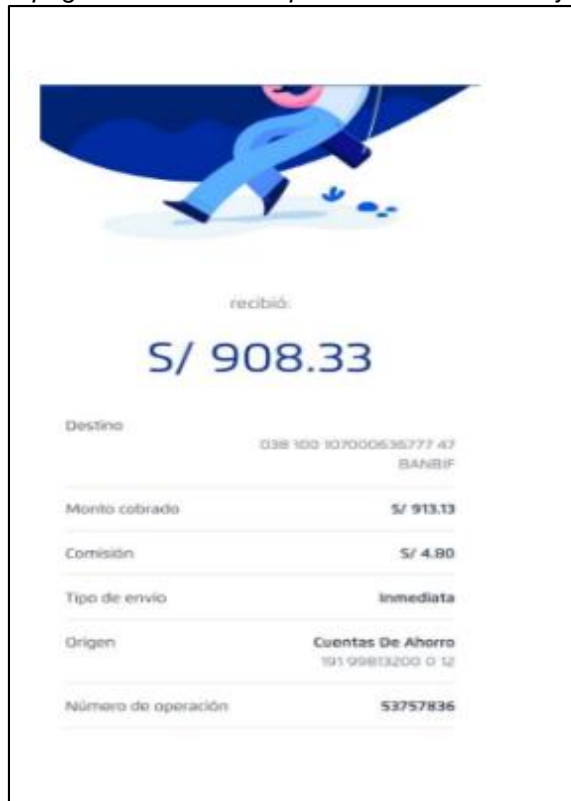 recibió:
S/ 908.33
Destino
038 100 107000636777 47
BANBIF
Monto cobrado S/ 913.13
Comisión S/ 4.80
Tipo de envío Inmediata
Origen Cuentas De Ahorro
191 99813200 0 12
Número de operación 53757836